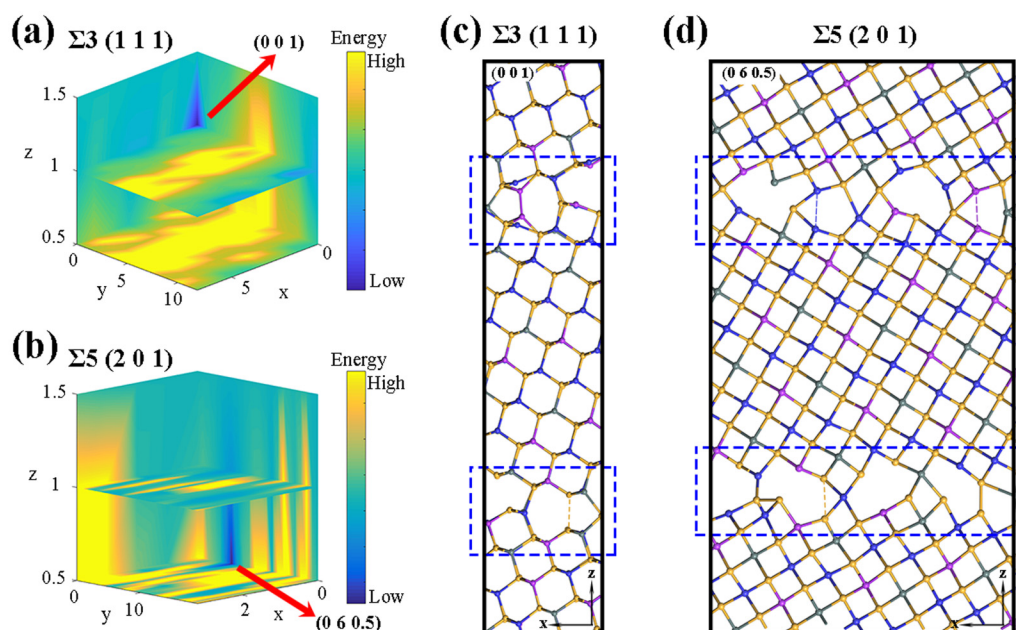 (a)
Σ3 (1 1 1)
(0 0 1)
Energy
High
Low
1.5
z
1
0.5
0
5
y
10
5
x
0
(b)
Σ5 (2 0 1)
Energy
High
Low
1.5
z
1
0.5
0
y
10
2
x
0
(0 6 0.5)
(c)
Σ3 (1 1 1)
(0 0 1)
z
x
(d)
Σ5 (2 0 1)
(0 6 0.5)
z
x